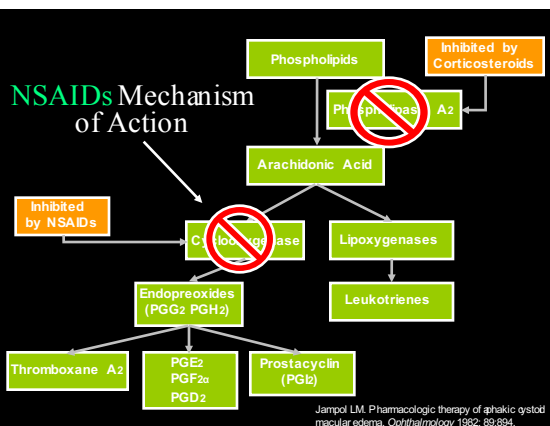 Phospholipids
Inhibited by
Corticosteroids
NSAIDs Mechanism
of Action
Phospholipase A2
Arachidonic Acid
Inhibited
by NSAIDs
Cyclooxygenase
Lipoxygenases
Endopreoxides
(PGG2 PGH2)
Leukotrienes
Thromboxane A2
PGE2
PGF2α
PGD2
Prostacyclin
(PGI2)
Jampol LM. Pharmacologic therapy of aphakic cystoid
macular edema. Ophthalmology 1982; 89:894.